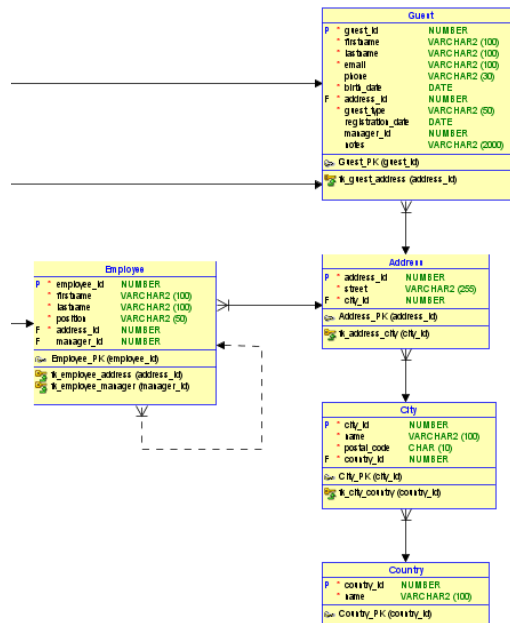 Guest
P * guest_id NUMBER
* firstname VARCHAR2 (100)
* lastname VARCHAR2 (100)
* email VARCHAR2 (100)
phone VARCHAR2 (30)
* birth_date DATE
F * address_id NUMBER
* guest_type VARCHAR2 (50)
registration_date DATE
manager_id NUMBER
notes VARCHAR2 (2000)
Guest_PK (guest_id)
fk_guest_address (address_id)
Employee
P * employee_id NUMBER
* firstname VARCHAR2 (100)
* lastname VARCHAR2 (100)
* position VARCHAR2 (50)
F * address_id NUMBER
F manager_id NUMBER
Employee_PK (employee_id)
fk_employee_address (address_id)
fk_employee_manager (manager_id)
Address
P * address_id NUMBER
* street VARCHAR2 (255)
F * city_id NUMBER
Address_PK (address_id)
fk_address_city (city_id)
City
P * city_id NUMBER
* name VARCHAR2 (100)
* postal_code CHAR (10)
F * country_id NUMBER
City_PK (city_id)
fk_city_country (country_id)
Country
P * country_id NUMBER
* name VARCHAR2 (100)
Country_PK (country_id)